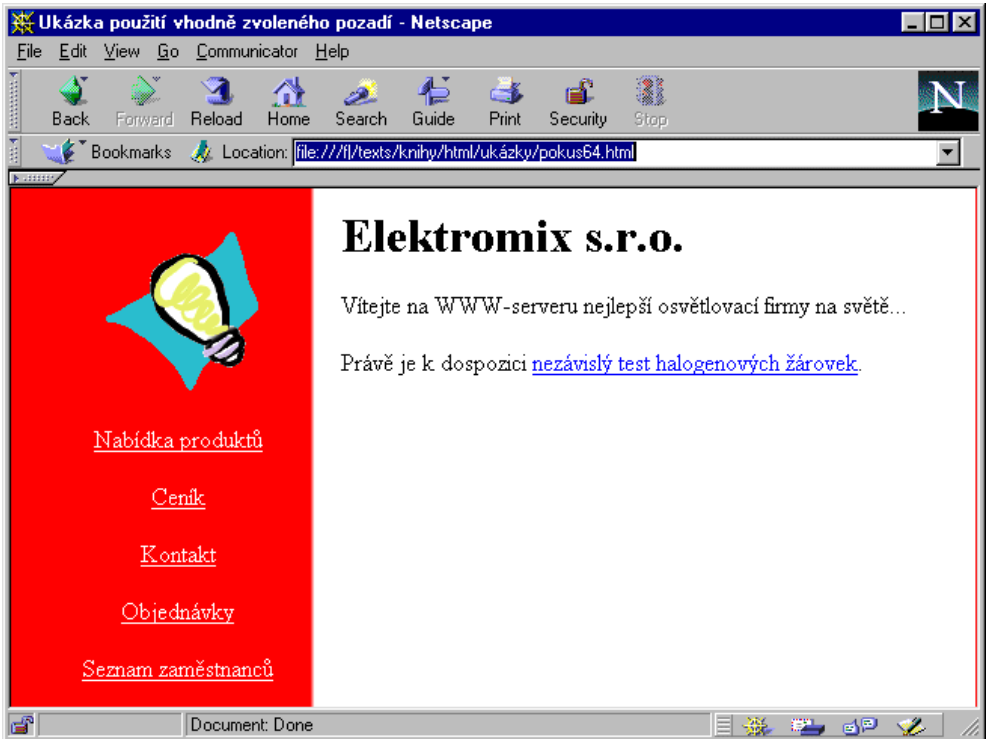 Ukázka použití vhodně zvoleného pozadí - Netscape
File Edit View Go Communicator Help
Back Forward Reload Home Search Guide Print Security Stop
N
Bookmarks Location: file:///f|/texts/knihy/html/ukázky/pokus64.html
Elektromix s.r.o.
Vítejte na WWW-serveru nejlepší osvětlovací firmy na světě...
Právě je k dospozici nezávislý test halogenových žárovek.
Nabídka produktů
Ceník
Kontakt
Objednávky
Seznam zaměstnanců
Document: Done